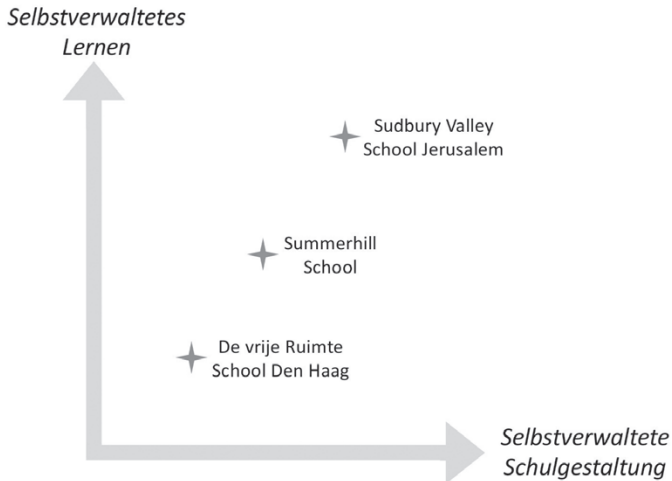 Selbstverwaltetes
Lernen
Sudbury Valley
School Jerusalem
Summerhill
School
De vrije Ruimte
School Den Haag
Selbstverwaltete
Schulgestaltung